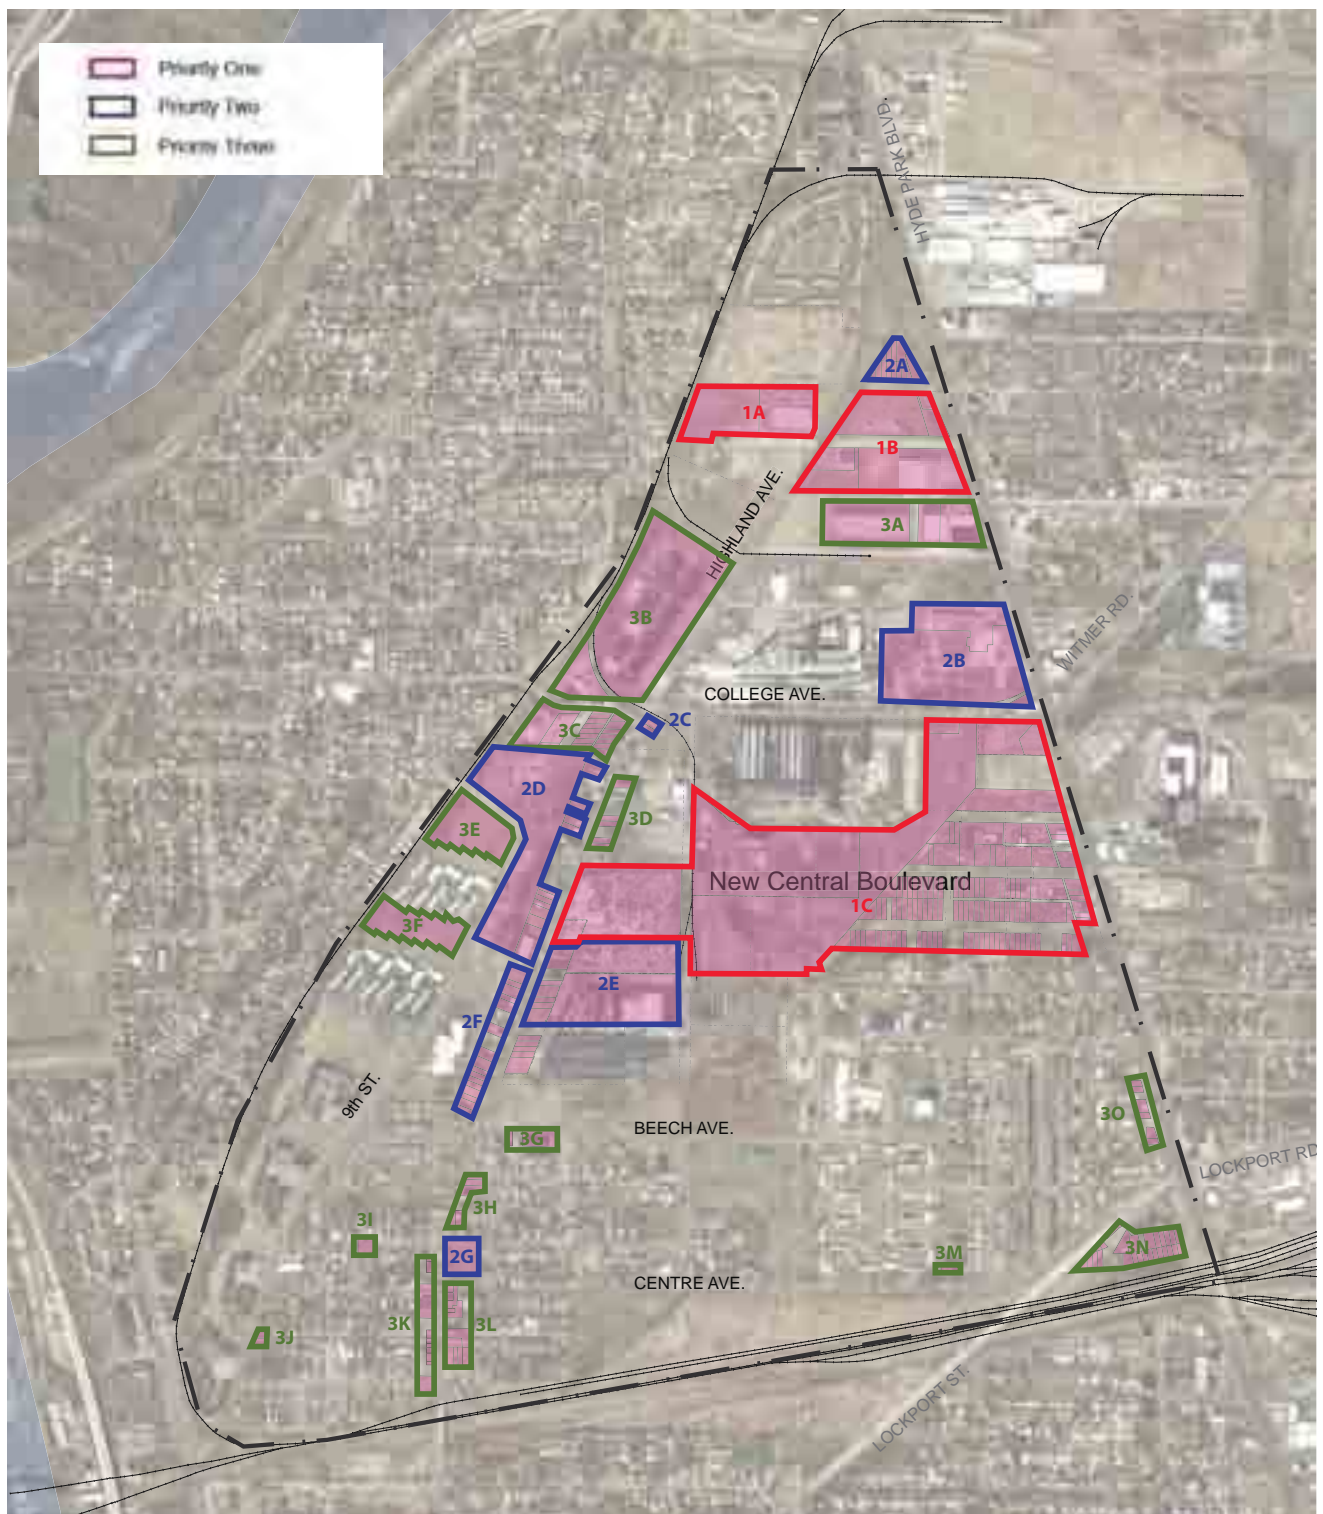 Priority One
Priority Two
Priority Three
HYDE PARK BLVD.
2A
1A
1B
HIGHLAND AVE.
3A
3B
WITMER RD.
2B
COLLEGE AVE.
2C
3C
2D
3D
3E
New Central Boulevard
1C
3F
2E
2F
9th ST.
BEECH AVE.
3O
3G
LOCKPORT RD
3H
3I
2G
3N
3M
CENTRE AVE.
3K
3L
3J
LOCKPORT ST.